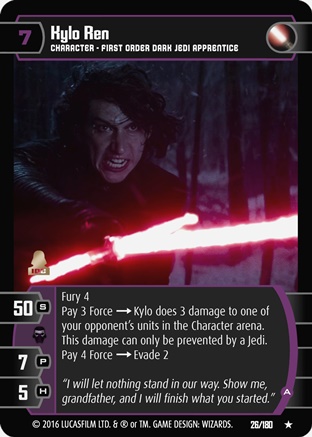 7
Kylo Ren
CHARACTER - FIRST ORDER DARK JEDI APPRENTICE
50 S
7 P
5 H
Fury 4
Pay 3 Force → Kylo does 3 damage to one of
your opponent's units in the Character arena.
This damage can only be prevented by a Jedi.
Pay 4 Force → Evade 2
"I will let nothing stand in our way. Show me,
grandfather, and I will finish what you started."
A
© 2016 LUCASFILM LTD. & ® or TM. GAME DESIGN: WIZARDS.
26/180 ★